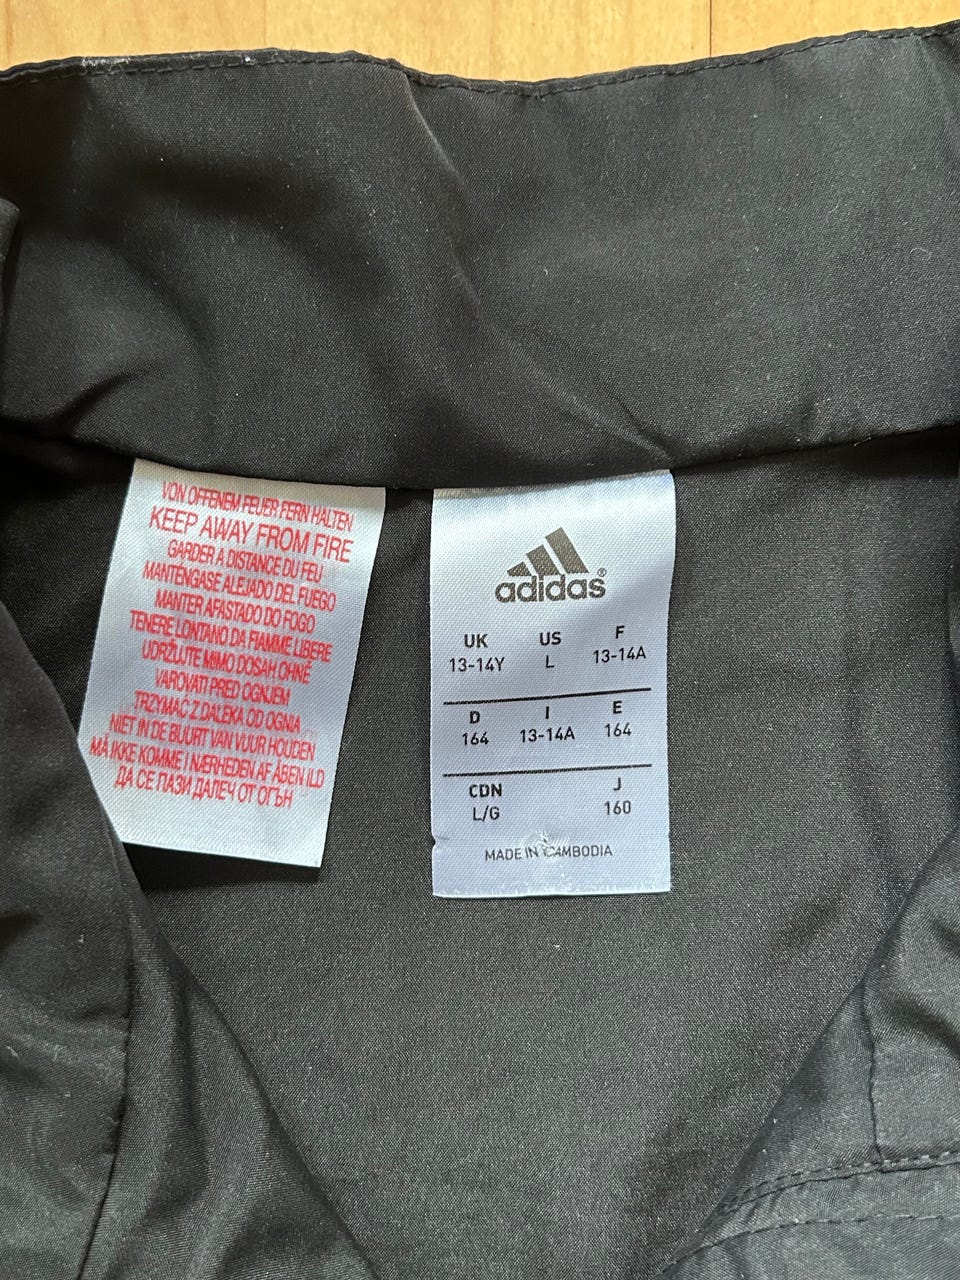 VON OFFENEM FEUER FERN HALTEN
KEEP AWAY FROM FIRE
GARDER A DISTANCE DU FEU
MANTÉNGASE ALEJADO DEL FUEGO
MANTER AFASTADO DO FOGO
TENERE LONTANO DA FIAMME LIBERE
UDRŽUJTE MIMO DOSAH OHNĚ
VAROVATI PRED OGNJEM
TRZYMAĆ Z DALEKA OD OGNIA
NIET IN DE BUURT VAN VUUR HOUDEN
MÅ IKKE KOMME I NÆRHEDEN AF ÅBEN ILD
ДА СЕ ПАЗИ ДАЛЕЧ ОТ ОГЪН
adidas®
UK US F
13-14Y L 13-14A
D I E
164 13-14A 164
CDN J
L/G 160
MADE IN CAMBODIA